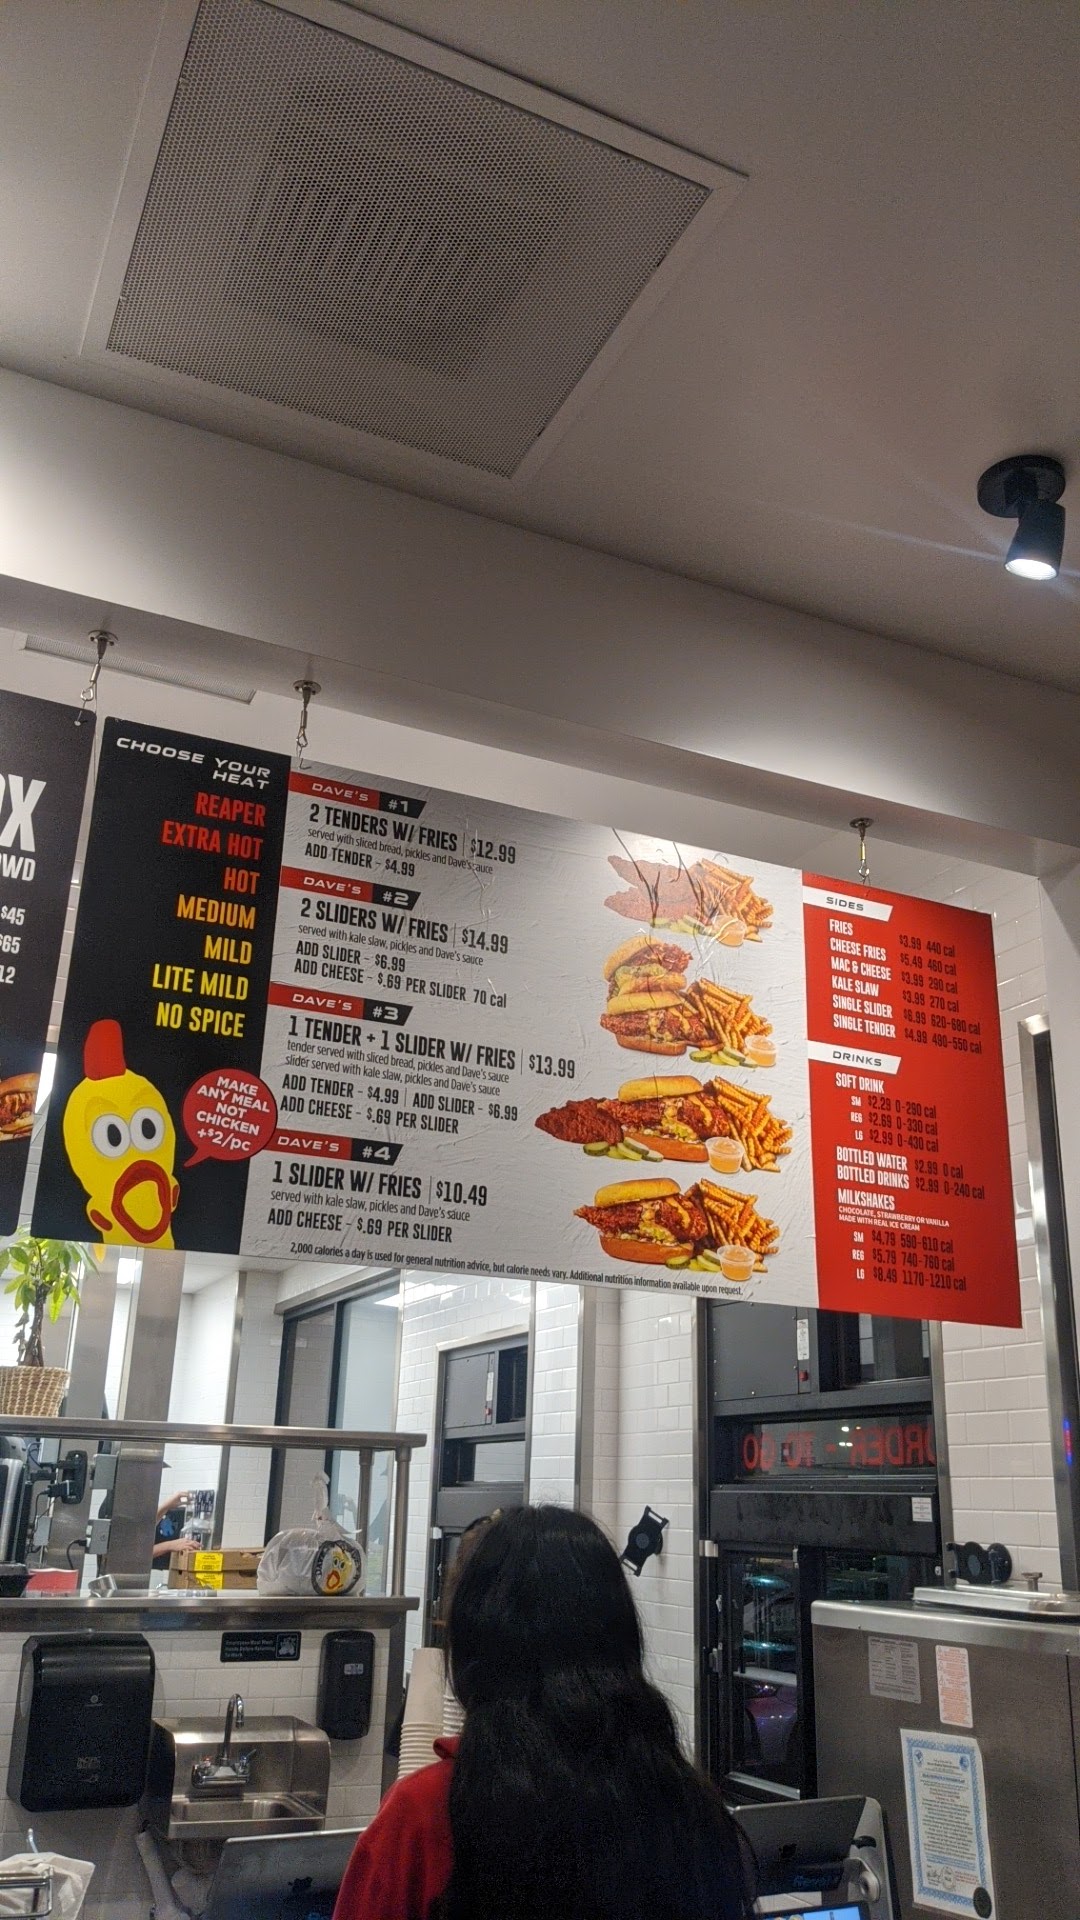 OX
OWD
$45
$65
12
CHOOSE YOUR
HEAT
REAPER
EXTRA HOT
HOT
MEDIUM
MILD
LITE MILD
NO SPICE
MAKE
ANY MEAL
NOT
CHICKEN
+$2/pc
DAVE'S #1
2 TENDERS W/ FRIES | $12.99
served with sliced bread, pickles and Dave's sauce
ADD TENDER - $4.99
DAVE'S #2
2 SLIDERS W/ FRIES | $14.99
served with kale slaw, pickles and Dave's sauce
ADD SLIDER - $6.99
ADD CHEESE - $.69 PER SLIDER 70 cal
DAVE'S #3
1 TENDER + 1 SLIDER W/ FRIES | $13.99
tender served with sliced bread, pickles and Dave's sauce
slider served with kale slaw, pickles and Dave's sauce
ADD TENDER - $4.99 | ADD SLIDER - $6.99
ADD CHEESE - $.69 PER SLIDER
DAVE'S #4
1 SLIDER W/ FRIES | $10.49
served with kale slaw, pickles and Dave's sauce
ADD CHEESE - $.69 PER SLIDER
2,000 calories a day is used for general nutrition advice, but calorie needs vary. Additional nutrition information available upon request.
SIDES
FRIES $3.99 440 cal
CHEESE FRIES $5.49 460 cal
MAC & CHEESE $3.99 290 cal
KALE SLAW $3.99 270 cal
SINGLE SLIDER $6.99 620-680 cal
SINGLE TENDER $4.99 480-550 cal
DRINKS
SOFT DRINK
SM $2.29 0-290 cal
REG $2.69 0-330 cal
LG $2.99 0-430 cal
BOTTLED WATER $2.99 0 cal
BOTTLED DRINKS $2.99 0-240 cal
MILKSHAKES
CHOCOLATE, STRAWBERRY OR VANILLA
MADE WITH REAL ICE CREAM
SM $4.79 590-610 cal
REG $5.79 740-760 cal
LG $8.49 1170-1210 cal
ORDER - TO GO